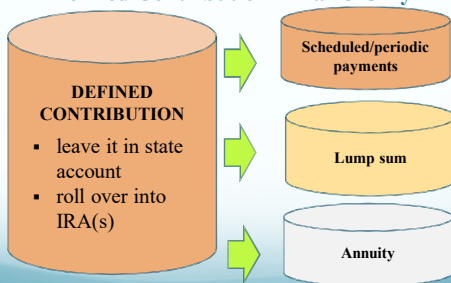 DEFINED
CONTRIBUTION
▪ leave it in state
account
▪ roll over into
IRA(s)
Scheduled/periodic
payments
Lump sum
Annuity